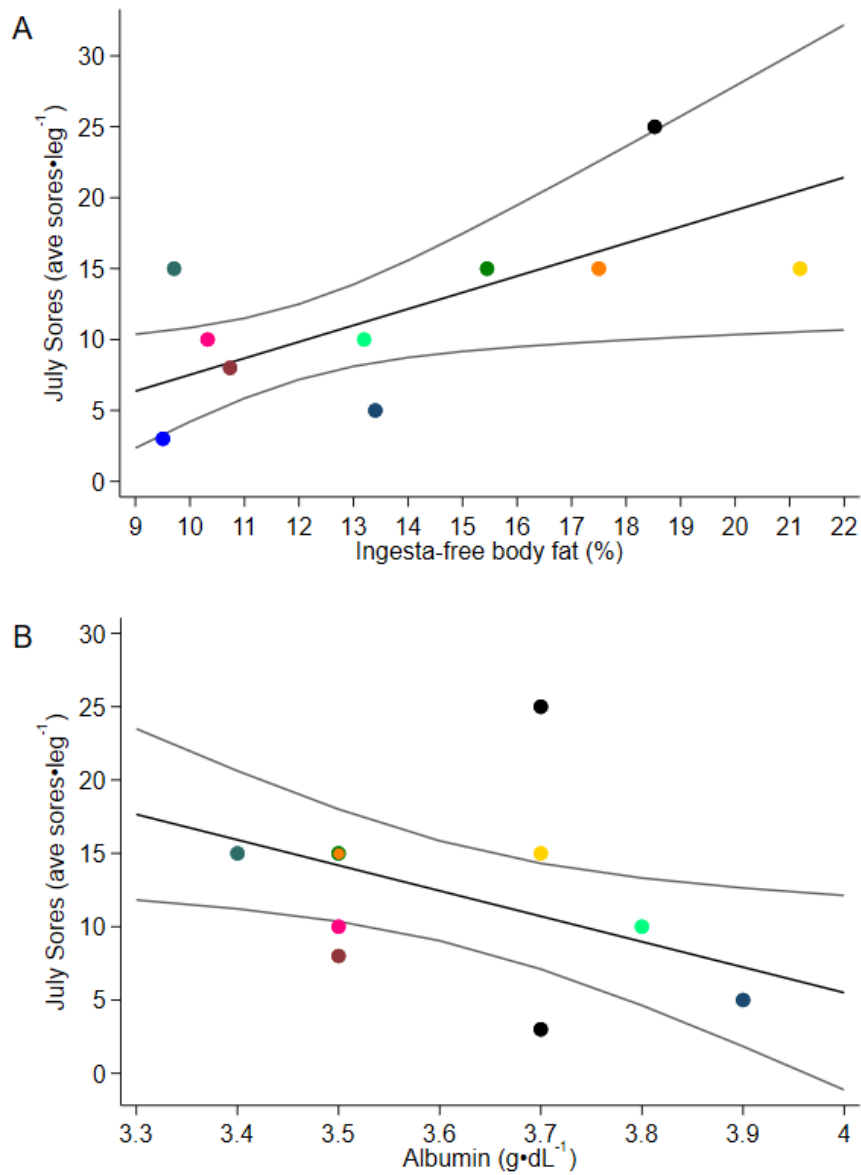 A
July Sores (ave sores•leg⁻¹)
30
25
20
15
10
5
0
9 10 11 12 13 14 15 16 17 18 19 20 21 22
Ingesta-free body fat (%)
B
July Sores (ave sores•leg⁻¹)
30
25
20
15
10
5
0
3.3 3.4 3.5 3.6 3.7 3.8 3.9 4
Albumin (g•dL⁻¹)